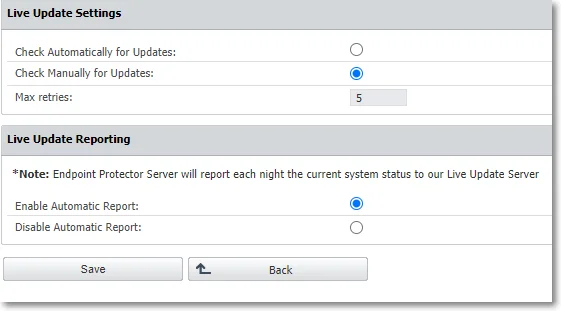 Live Update Settings
Check Automatically for Updates:
Check Manually for Updates:
Max retries: 5
Live Update Reporting
*Note: Endpoint Protector Server will report each night the current system status to our Live Update Server
Enable Automatic Report:
Disable Automatic Report:
Save Back